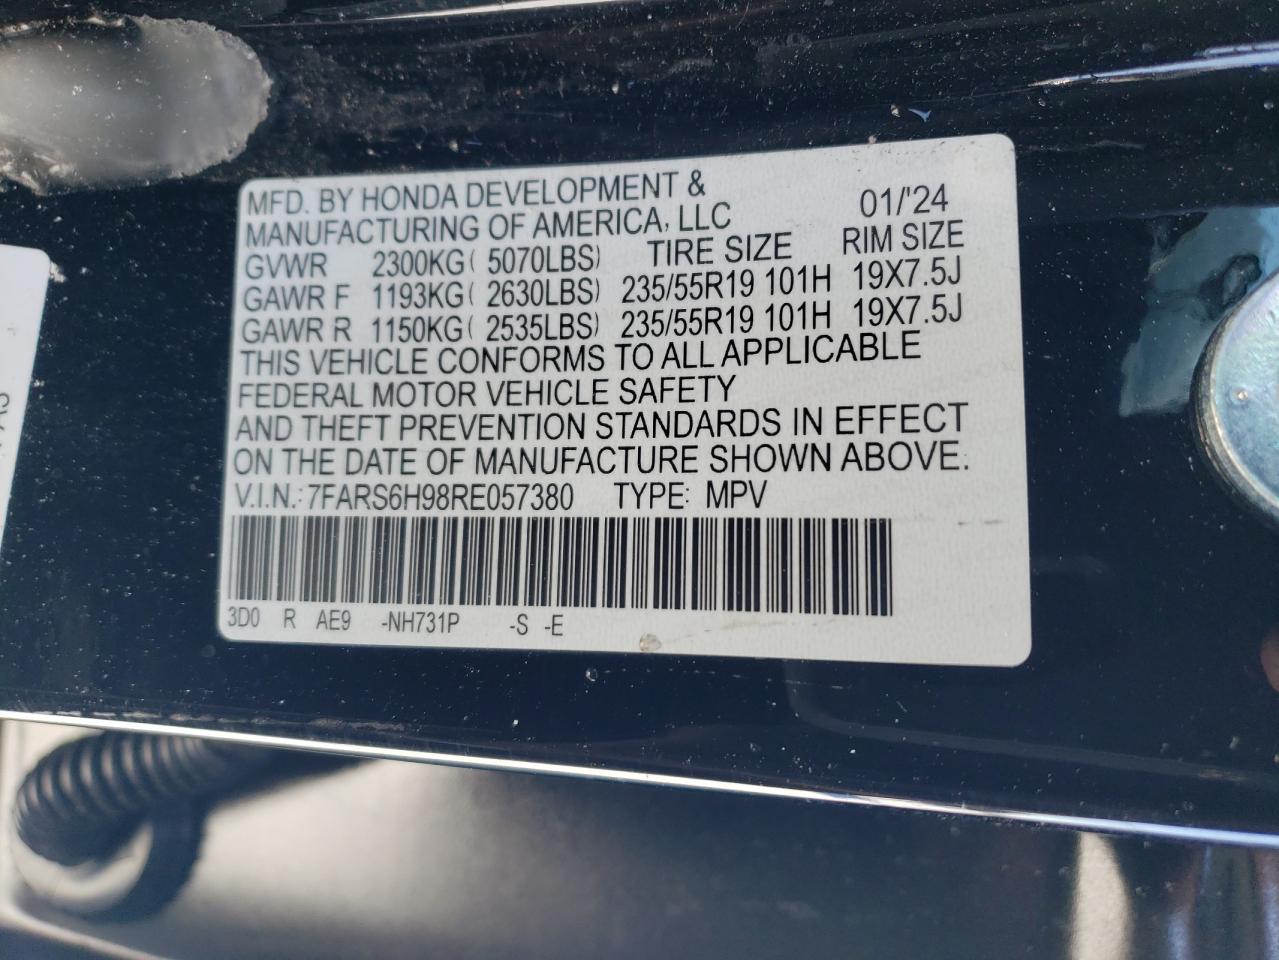 MFD. BY HONDA DEVELOPMENT &
MANUFACTURING OF AMERICA, LLC 01/'24
GVWR 2300KG( 5070LBS) TIRE SIZE RIM SIZE
GAWR F 1193KG( 2630LBS) 235/55R19 101H 19X7.5J
GAWR R 1150KG( 2535LBS) 235/55R19 101H 19X7.5J
THIS VEHICLE CONFORMS TO ALL APPLICABLE
FEDERAL MOTOR VEHICLE SAFETY
AND THEFT PREVENTION STANDARDS IN EFFECT
ON THE DATE OF MANUFACTURE SHOWN ABOVE.
V.I.N.: 7FARS6H98RE057380 TYPE: MPV
3D0 R AE9 -NH731P -S -E